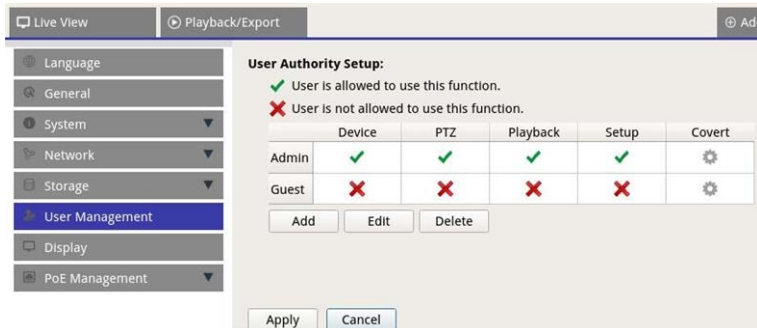 Live View
Playback/Export
Ad
Language
General
System
Network
Storage
User Management
Display
PoE Management
User Authority Setup:
User is allowed to use this function.
User is not allowed to use this function.
Device PTZ Playback Setup Covert
Admin
Guest
Add Edit Delete
Apply Cancel